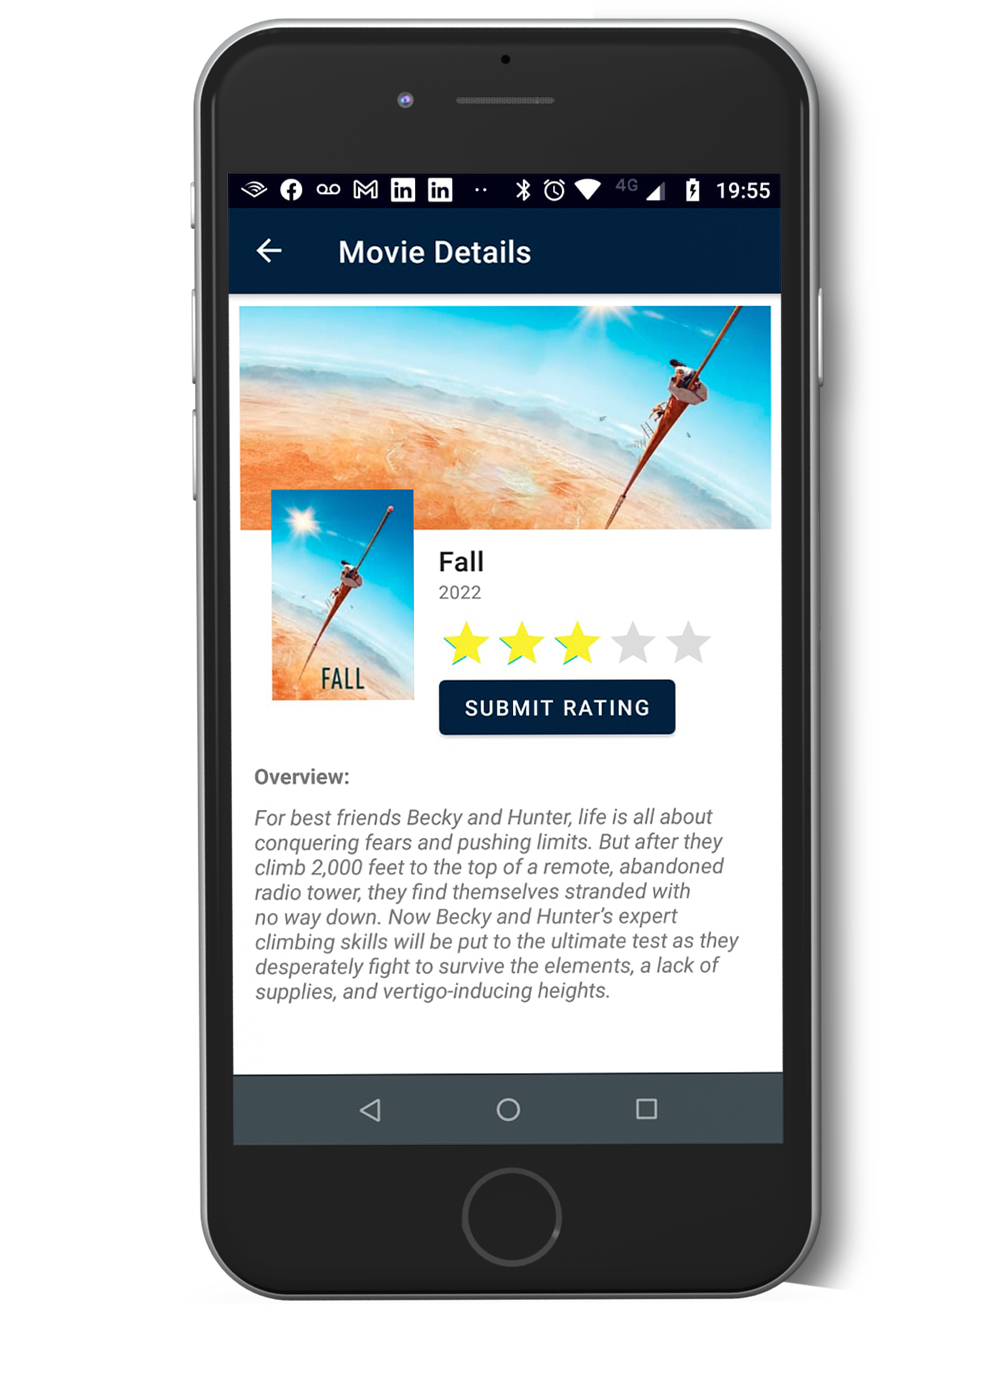 in in 4G 19:55
Movie Details
FALL
Fall
2022
SUBMIT RATING
Overview:
For best friends Becky and Hunter, life is all about
conquering fears and pushing limits. But after they
climb 2,000 feet to the top of a remote, abandoned
radio tower, they find themselves stranded with
no way down. Now Becky and Hunter’s expert
climbing skills will be put to the ultimate test as they
desperately fight to survive the elements, a lack of
supplies, and vertigo-inducing heights.